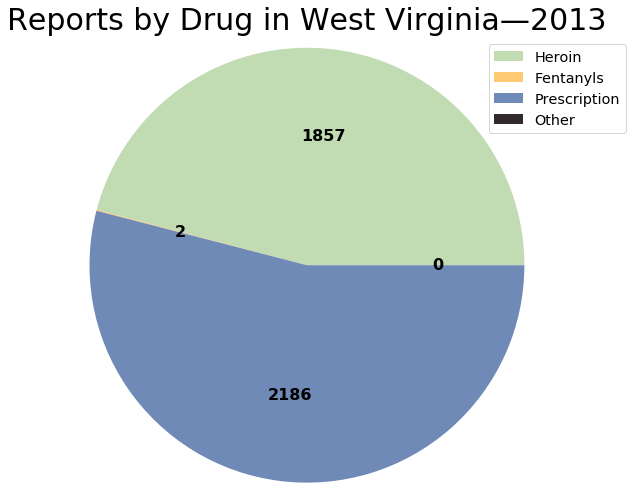 Reports by Drug in West Virginia—2013
Heroin
Fentanyls
Prescription
Other
1857
2
0
2186